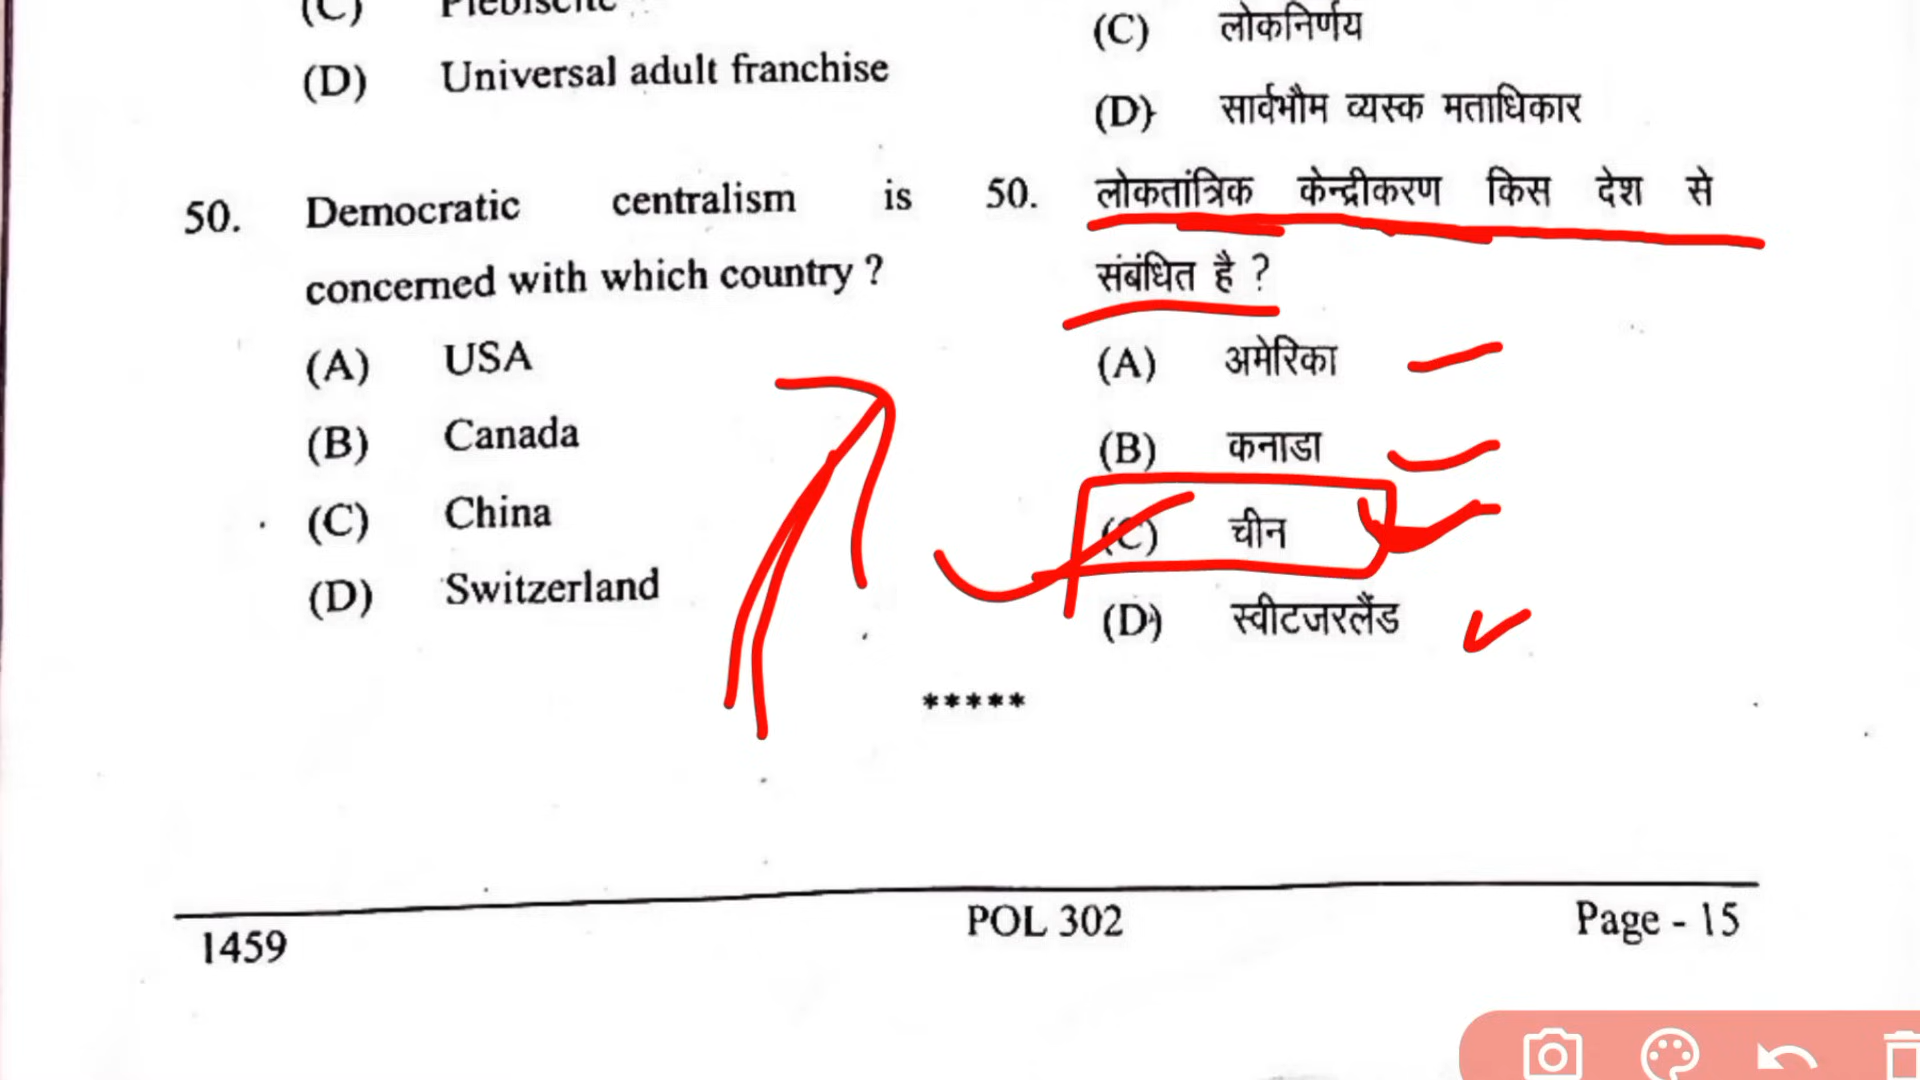 (C) Plebiscite
(D) Universal adult franchise
50. Democratic centralism is
concerned with which country ?
(A) USA
(B) Canada
(C) China
(D) Switzerland
(C) लोकनिर्णय
(D) सार्वभौम व्यस्क मताधिकार
50. लोकतांत्रिक केन्द्रीकरण किस देश से
संबंधित है ?
(A) अमेरिका
(B) कनाडा
(C) चीन
(D) स्वीटजरलैंड
*****
1459 POL 302 Page - 15